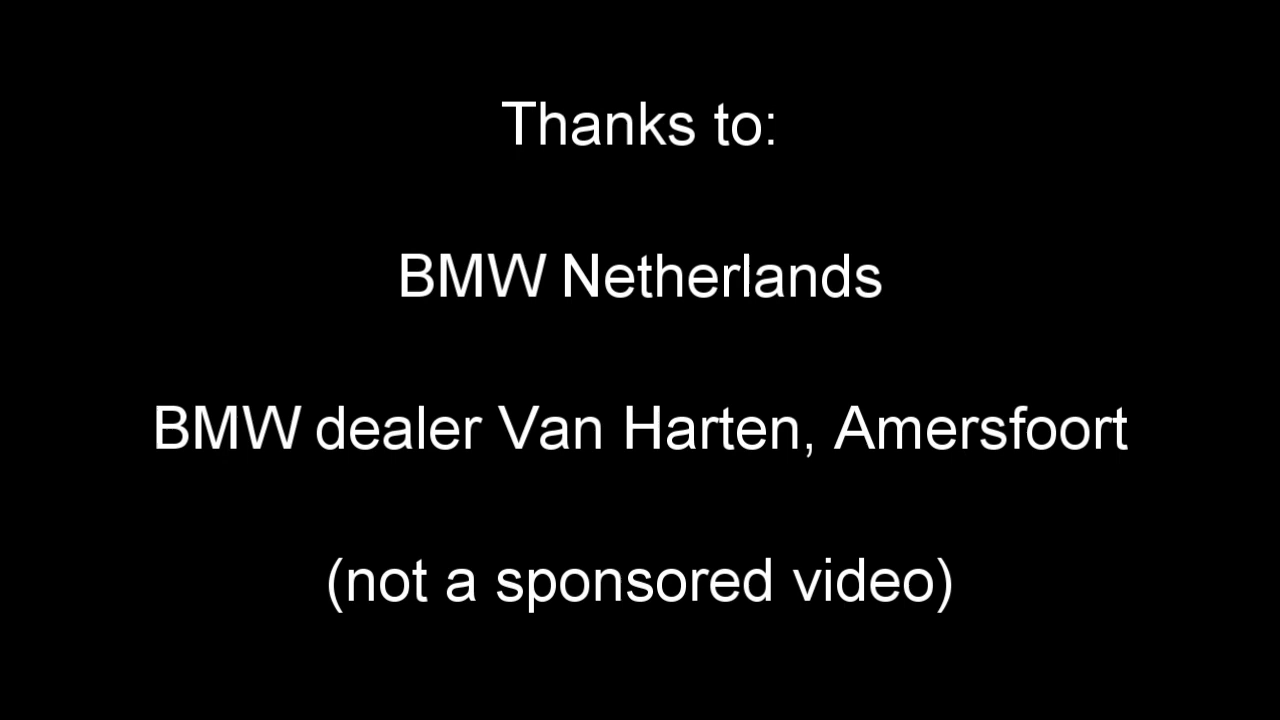 Thanks to:
BMW Netherlands
BMW dealer Van Harten, Amersfoort
(not a sponsored video)